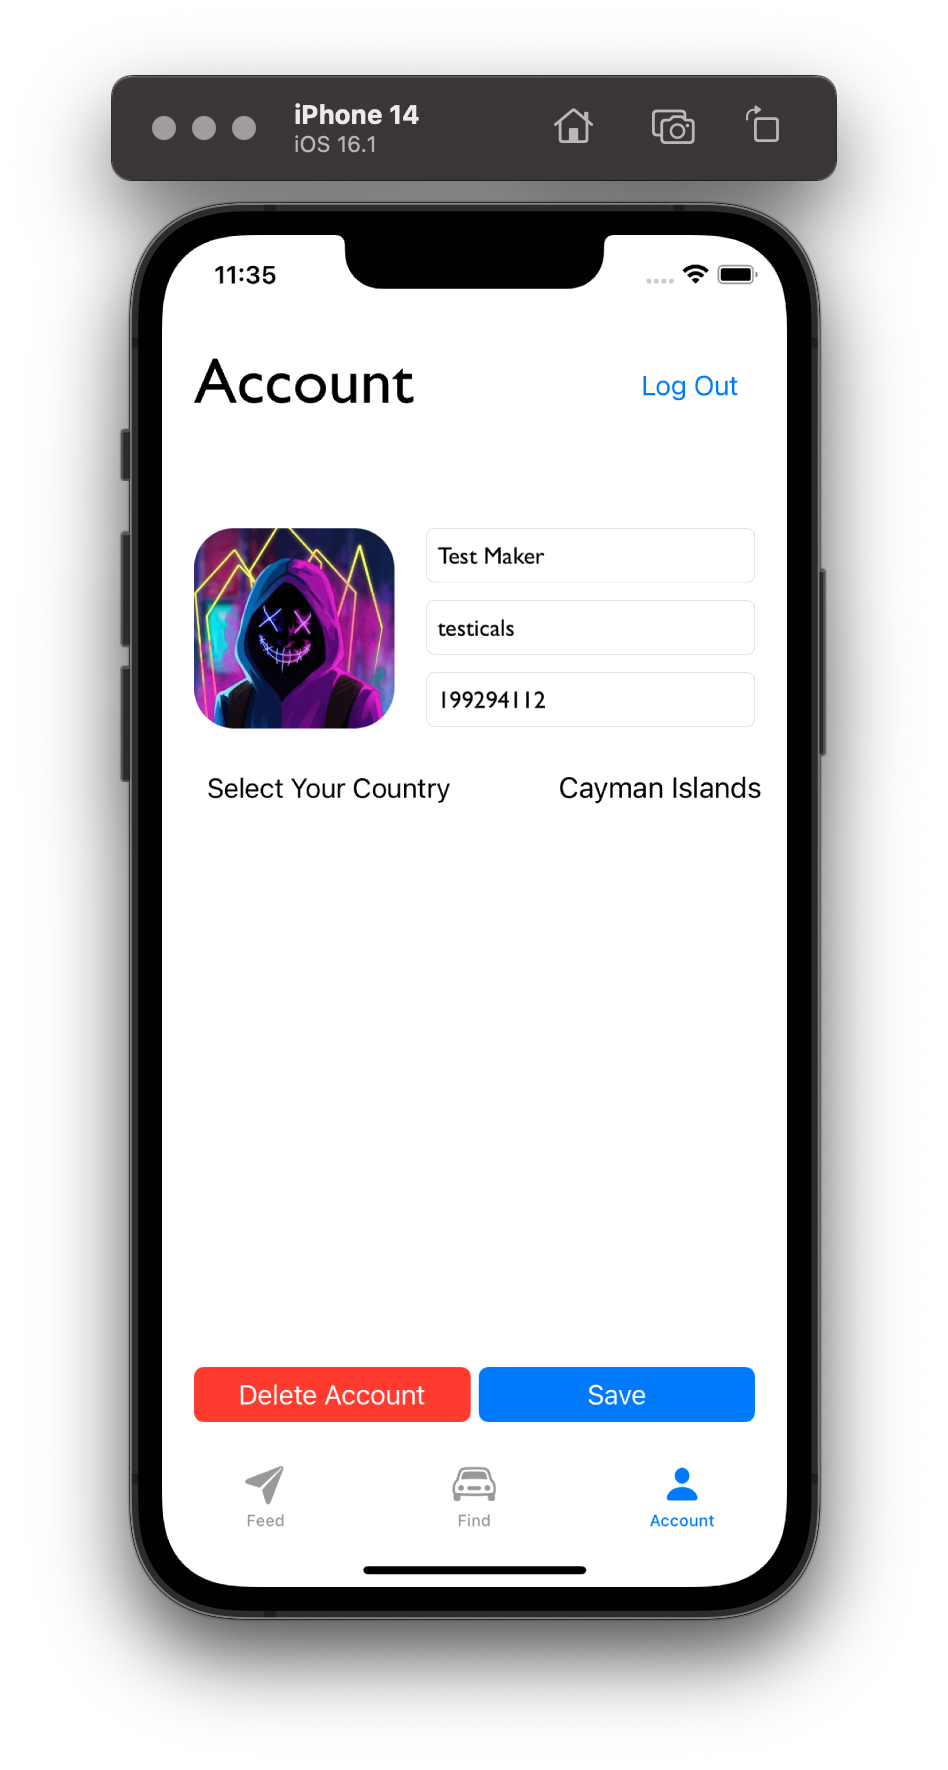 iPhone 14
iOS 16.1
11:35
Account
Log Out
Test Maker
testicals
199294112
Select Your Country
Cayman Islands
Delete Account
Save
Feed
Find
Account